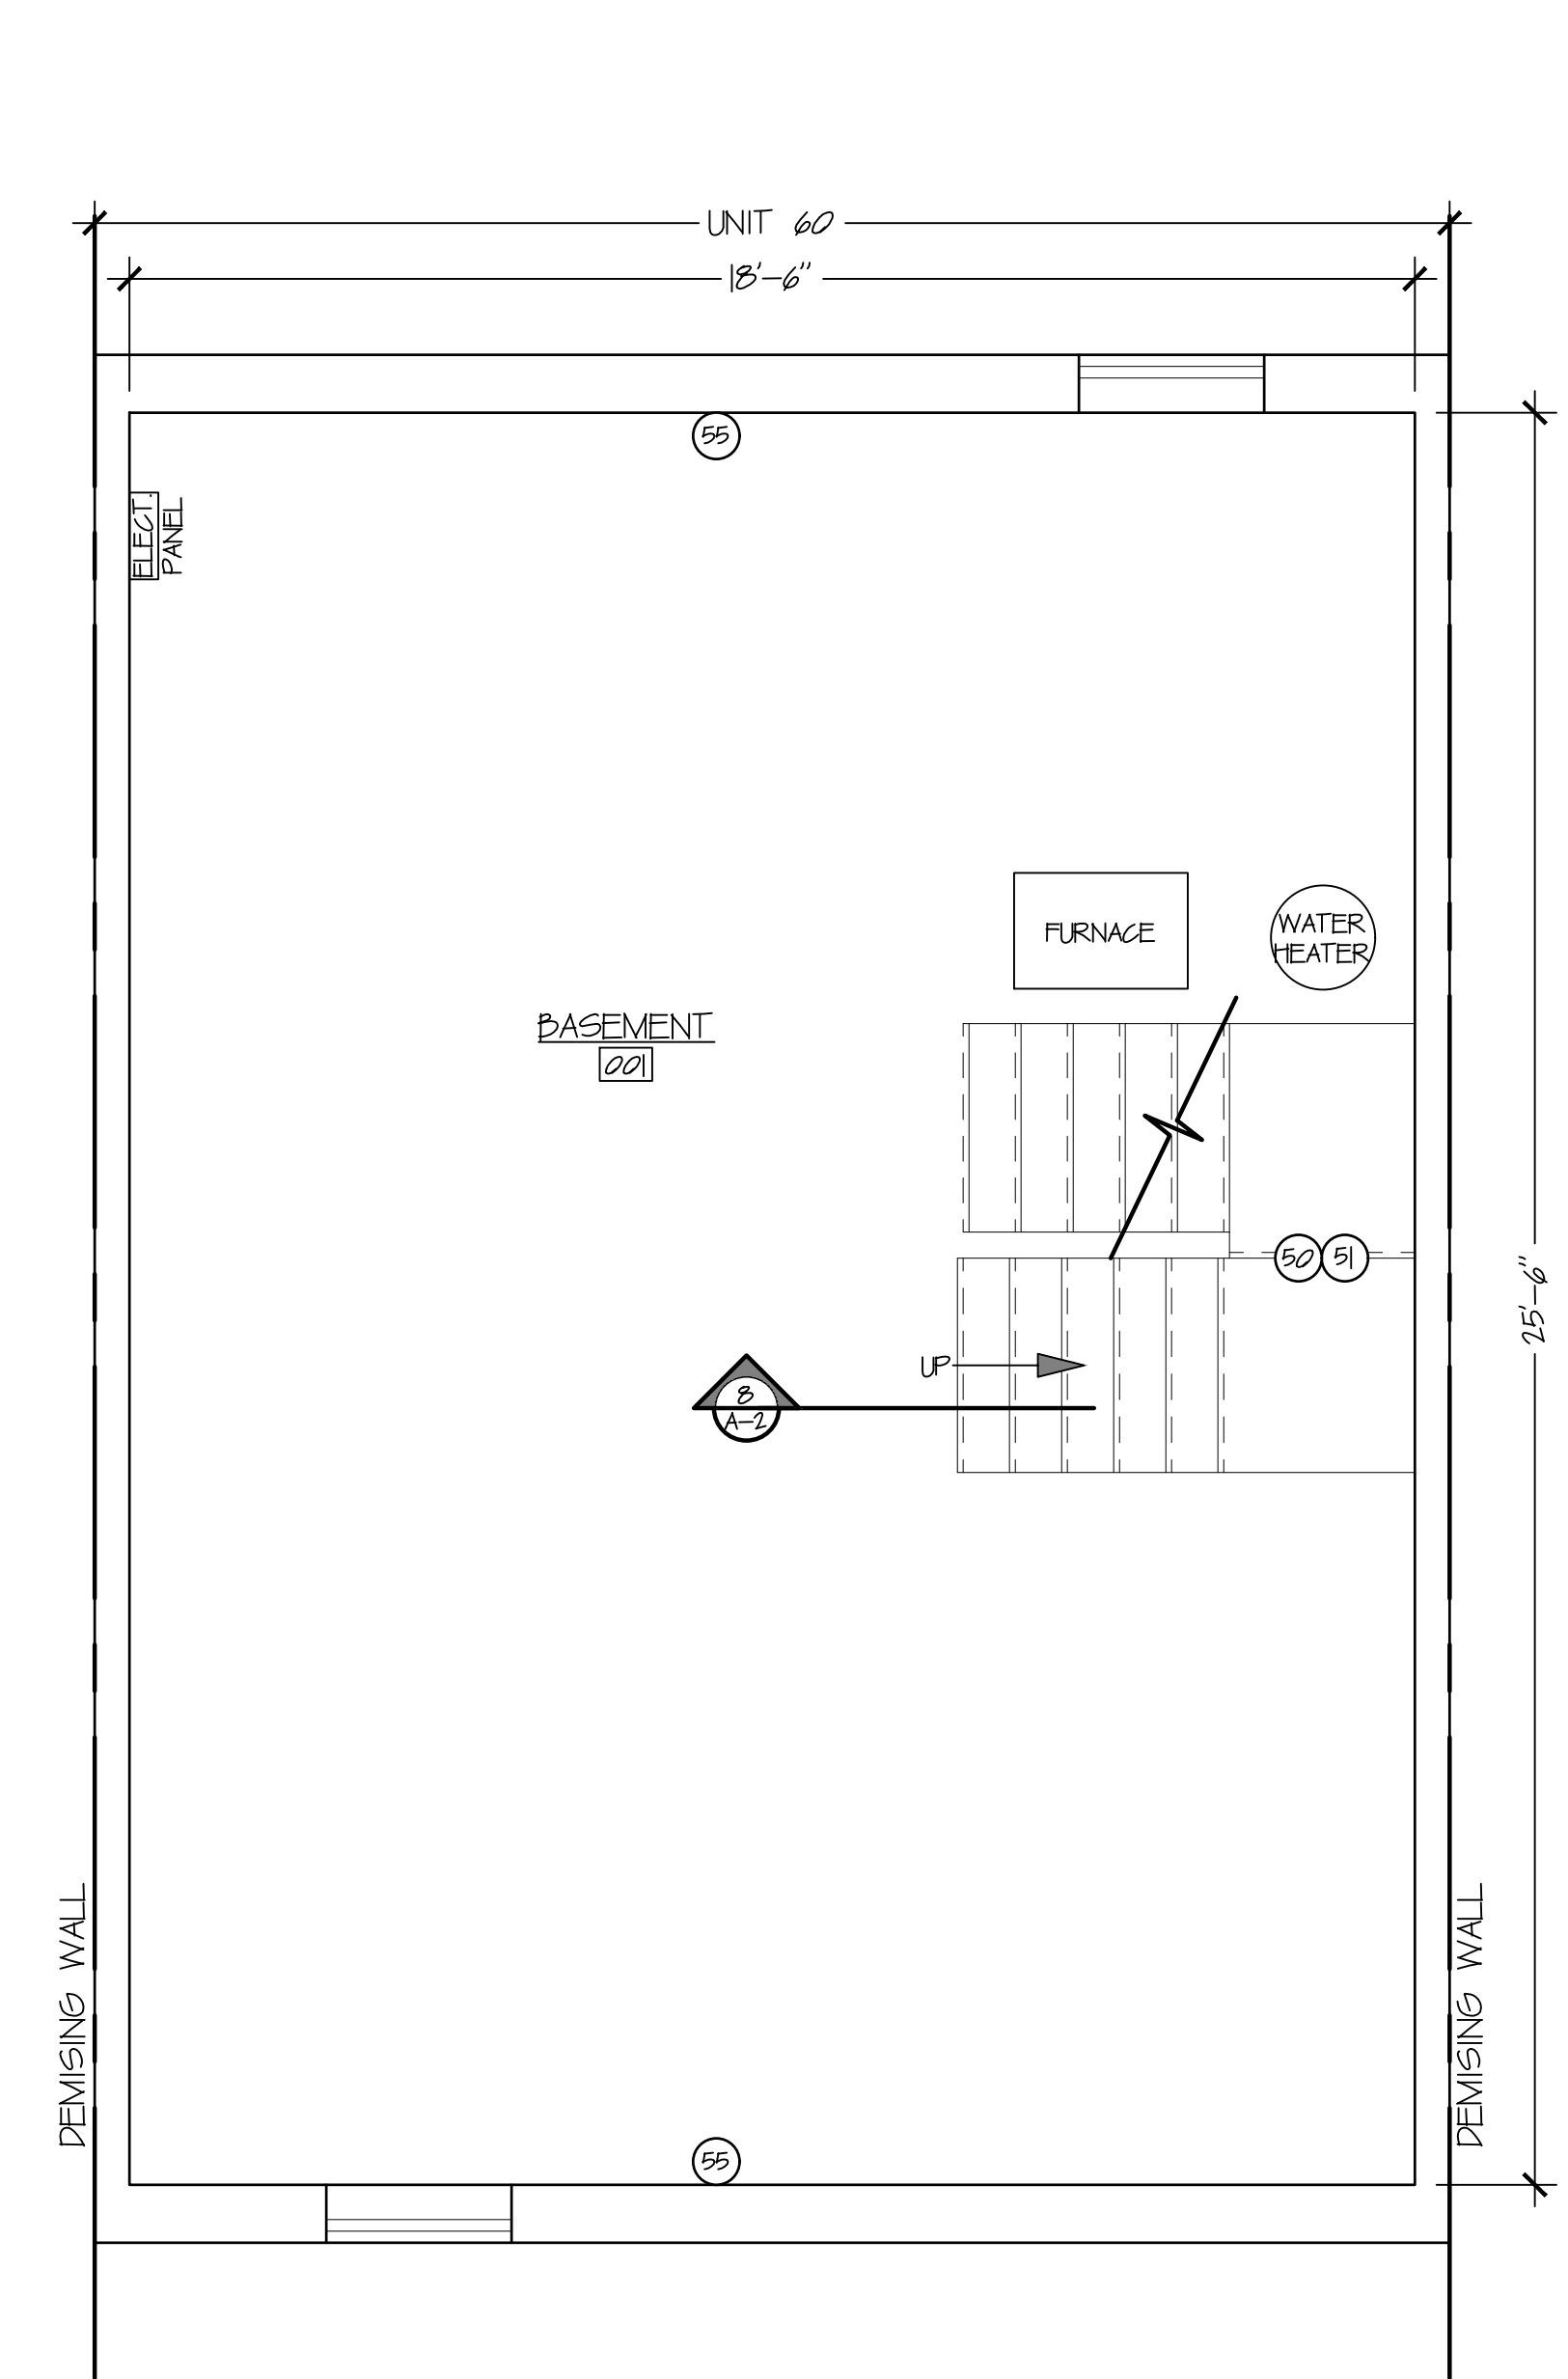 UNIT 60
18'-6"
55
ELECT.
PANEL
FURNACE
WATER
HEATER
BASEMENT
001
50
51
25'-6"
UP
8
A-2
DEMISING WALL
DEMISING WALL
55